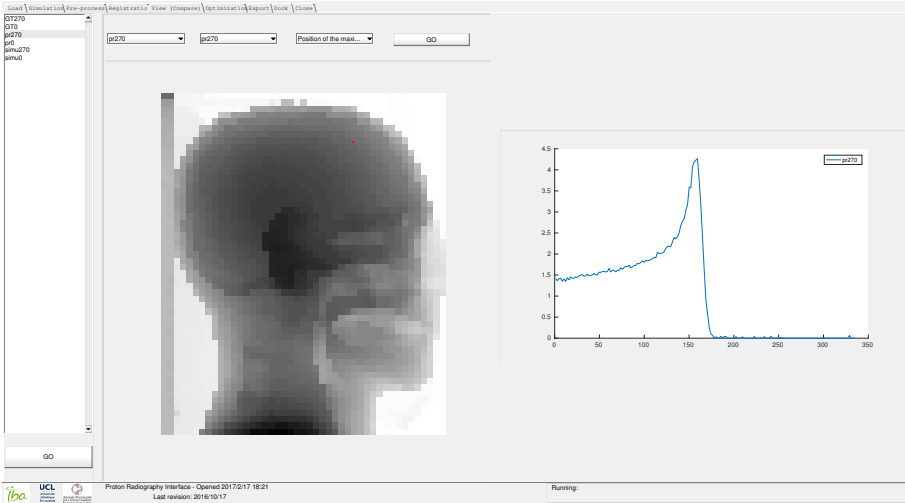 Load Simulation Pre-process Registration View (Compare) Optimization Export Dock Close
GT270
GT0
pr270
pr0
simu270
simu0
pr270 pr270 Position of the maxi... GO
4.5
4
3.5
3
2.5
2
1.5
1
0.5
0
0 50 100 150 200 250 300 350
pr270
GO
iba UCL
Proton Radiography Interface - Opened 2017/2/17 18:21
Last revision: 2016/10/17
Running: